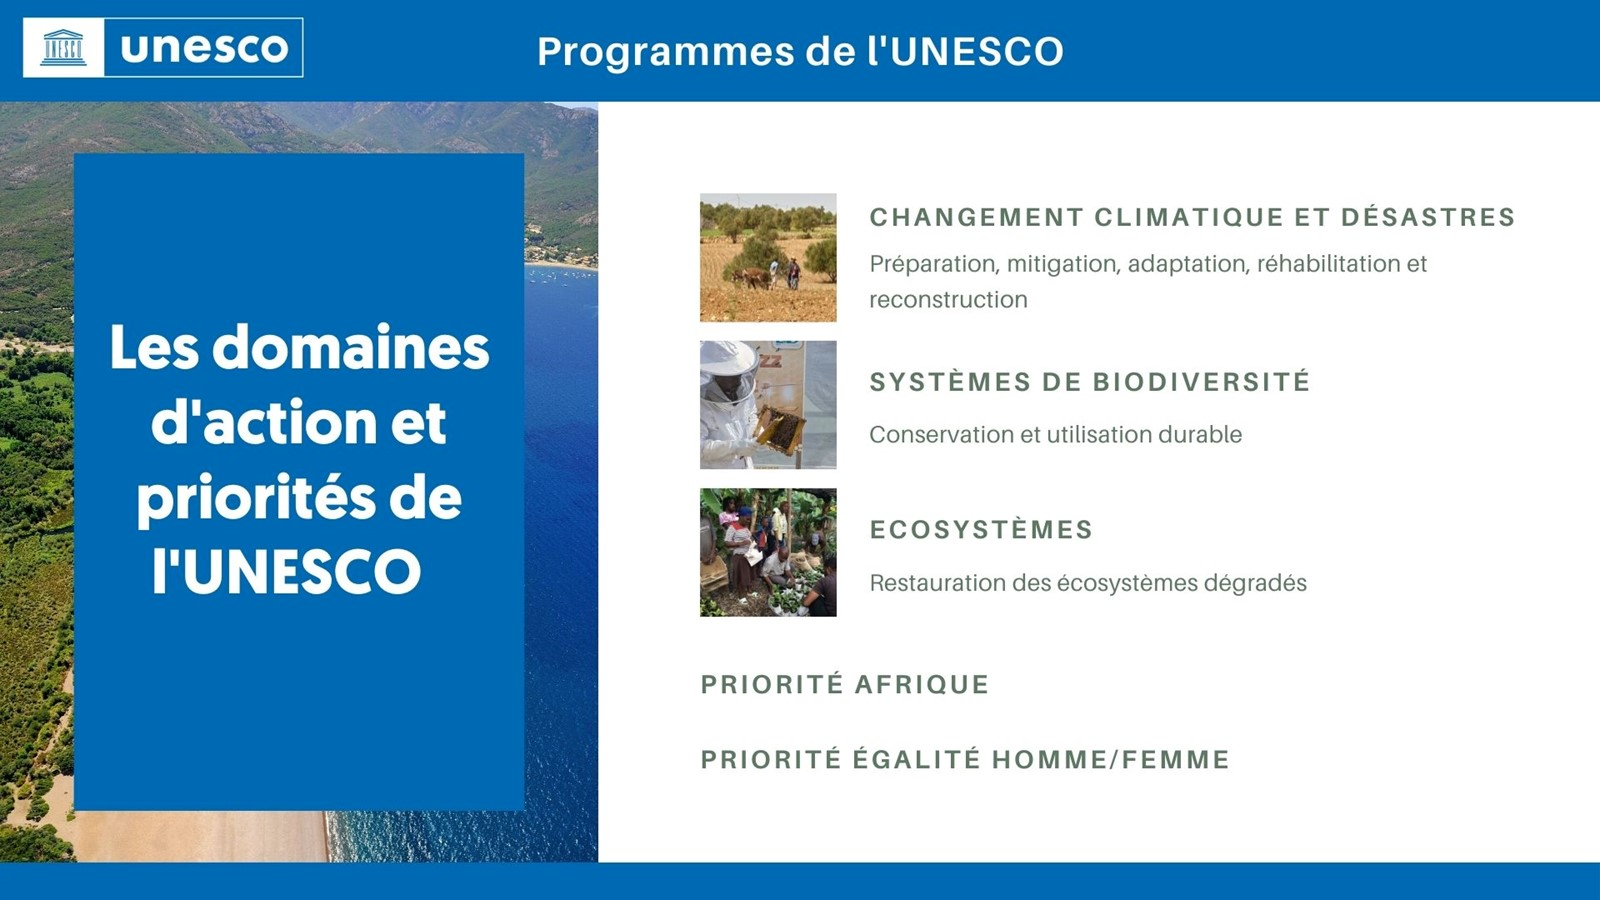 UNESCO
unesco
Programmes de l'UNESCO
Les domaines
d'action et
priorités de
l'UNESCO
CHANGEMENT CLIMATIQUE ET DÉSASTRES
Préparation, mitigation, adaptation, réhabilitation et
reconstruction
SYSTÈMES DE BIODIVERSITÉ
Conservation et utilisation durable
ECOSYSTÈMES
Restauration des écosystèmes dégradés
PRIORITÉ AFRIQUE
PRIORITÉ ÉGALITÉ HOMME/FEMME